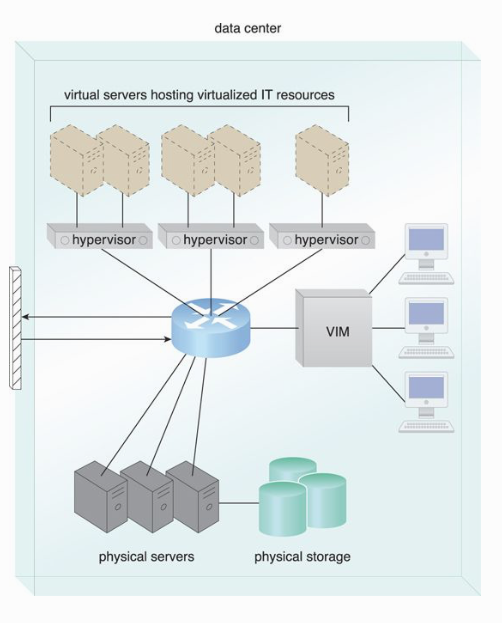 data center
virtual servers hosting virtualized IT resources
hypervisor
hypervisor
hypervisor
VIM
physical servers
physical storage